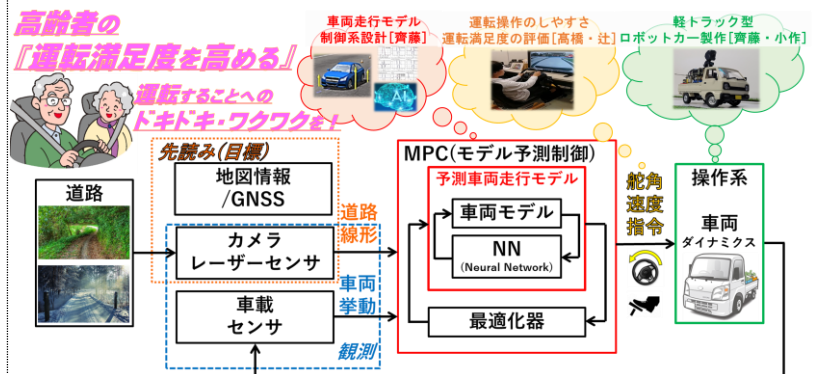 高齢者の
『運転満足度を高める』
運転することへの
ドキドキ・ワクワクを！
車両走行モデル
制御系設計[齊藤]
AI
運転操作のしやすさ
運転満足度の評価[高橋・辻]
軽トラック型
ロボットカー製作[齊藤・小作]
先読み(目標)
地図情報
/GNSS
道路
カメラ
レーザーセンサ
道路
線形
車載
センサ
車両
挙動
観測
MPC(モデル予測制御)
予測車両走行モデル
車両モデル
NN
(Neural Network)
最適化器
舵角
速度
指令
操作系
車両
ダイナミクス